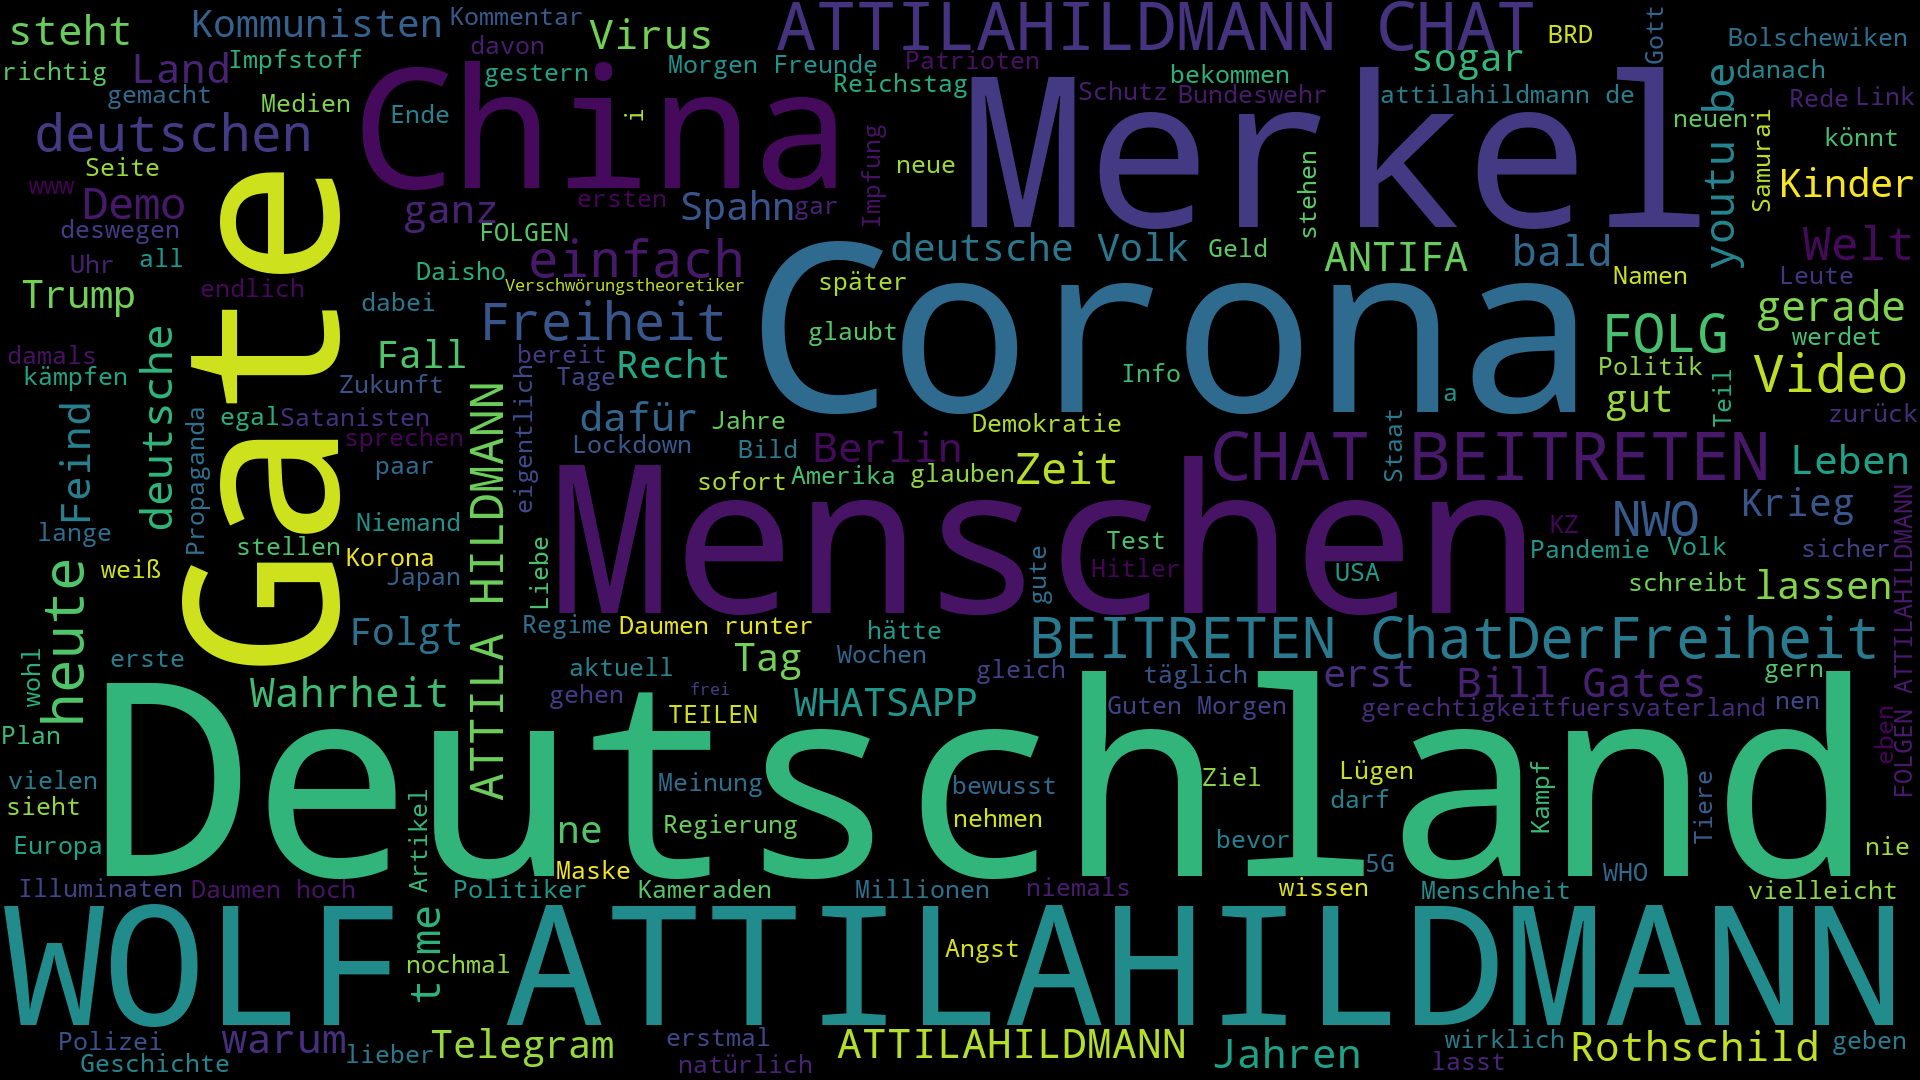 steht
Kommunisten
Kommentar
Virus
ATTILAHILDMANN CHAT
BRD
Gott
Bolschewiken
richtig
Land
Impfstoff
davon
gestern
Morgen Freunde
Patrioten
sogar
bekommen
danach
gemacht
Medien
Ende
i
China
Reichstag
Merkel
Schutz
Bundeswehr
attilahildmann de
youtu be
Rede
Link
deutschen
neuen
Samurai
könnt
Seite
www
Demo
Gate
ganz
ersten
Spahn
gar
Impfung
neue
stehen
Kinder
deswegen
FOLGEN
einfach
deutsche Volk
Geld
ANTIFA
bald
Welt
Uhr
all
Daisho
Verschwörungstheoretiker
später
Corona
Namen
Leute
Trump
endlich
dabei
Freiheit
glaubt
FOLG
gerade
werdet
damals
deutsche
Fall
bereit
Recht
Info
Politik
Video
kämpfen
Zukunft
Tage
eigentlich
a
gut
Teil
Feind
Propaganda
egal
Satanisten
ATTILA HILDMANN
dafür
Jahre
Demokratie
Staat
zurück
sprechen
Lockdown
Bild
Berlin
CHAT BEITRETEN
Leben
paar
sofort
Amerika
glauben
Zeit
lange
Niemand
Menschen
NWO
Krieg
FOLGEN ATTILAHILDMANN
stellen
Korona
Liebe
gute
Test
KZ
Pandemie
Volk
sicher
heute
weiß
Japan
Hitler
USA
schreibt
lassen
Folgt
Regime
Daumen runter
hätte
BEITRETEN ChatDerFreiheit
wohl
erste
aktuell
Tag
Wochen
gleich
täglich
erst
Bill Gates
gern
Wahrheit
gehen
frei
TEILEN
WHATSAPP
Guten Morgen
gerechtigkeitfuersvaterland
nen
eben
Plan
Deutschland
vielen
Meinung
bewusst
Ziel
Lügen
Kampf
Tiere
sieht
Artikel
ne
Regierung
nehmen
darf
bevor
Europa
Maske
5G
nie
Illuminaten
Daumen hoch
Politiker
Kameraden
Millionen
niemals
wissen
Menschheit
WHO
vielleicht
t me
WOLF ATTILAHILDMANN
nochmal
Angst
Polizei
warum
lieber
Telegram
erstmal
ATTILAHILDMANN
Jahren
wirklich
Rothschild
geben
Geschichte
natürlich
lasst